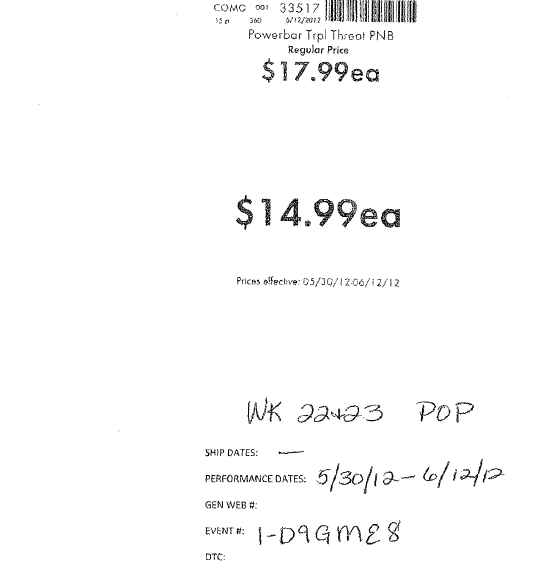 COMC 001 33517
15 d 360 6/12/2012
Powerbar Trpl Threat PNB
Regular Price
$17.99ea
$14.99ea
Prices effective: 05/30/12-06/12/12
WK 22+23 POP
SHIP DATES: —
PERFORMANCE DATES: 5/30/12 - 6/12/12
GEN WEB #:
EVENT #: 1-D9GME8
DTC: